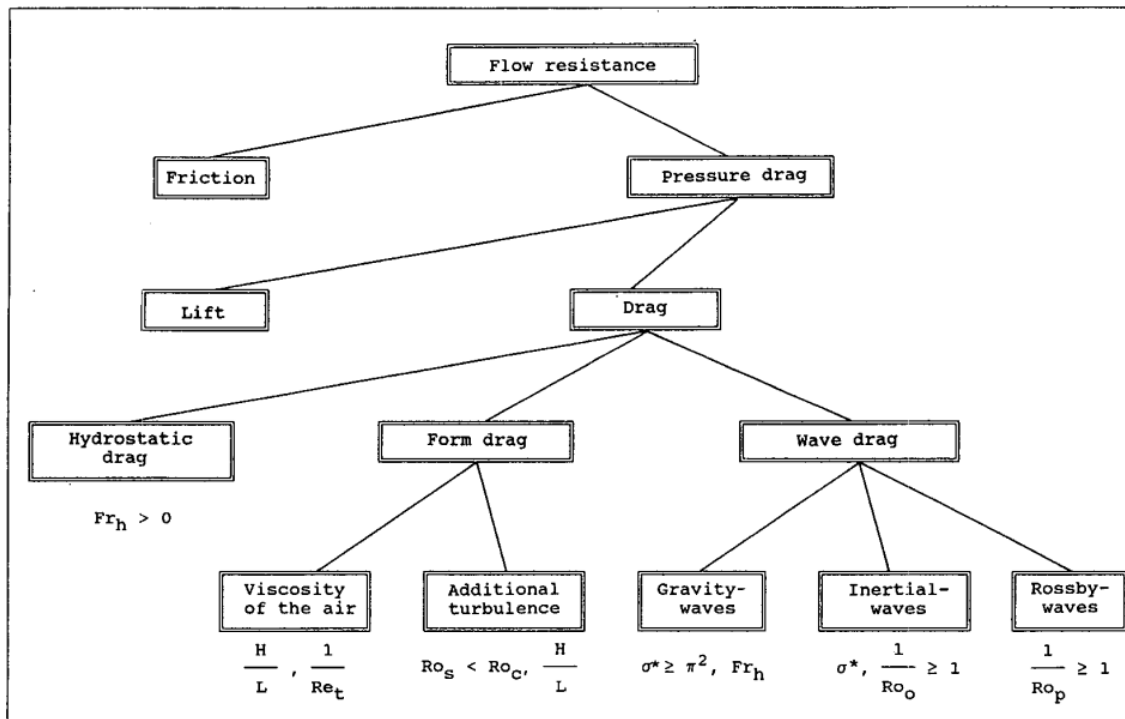 Flow resistance
Friction
Pressure drag
Lift
Drag
Hydrostatic
drag
Form drag
Wave drag
Fr_h > 0
Viscosity
of the air
Additional
turbulence
Gravity-
waves
Inertial-
waves
Rossby-
waves
H/L , 1/Re_t
Ro_s < Ro_c, H/L
σ* ≥ π², Fr_h
σ*, 1/Ro_o ≥ 1
1/Ro_p ≥ 1